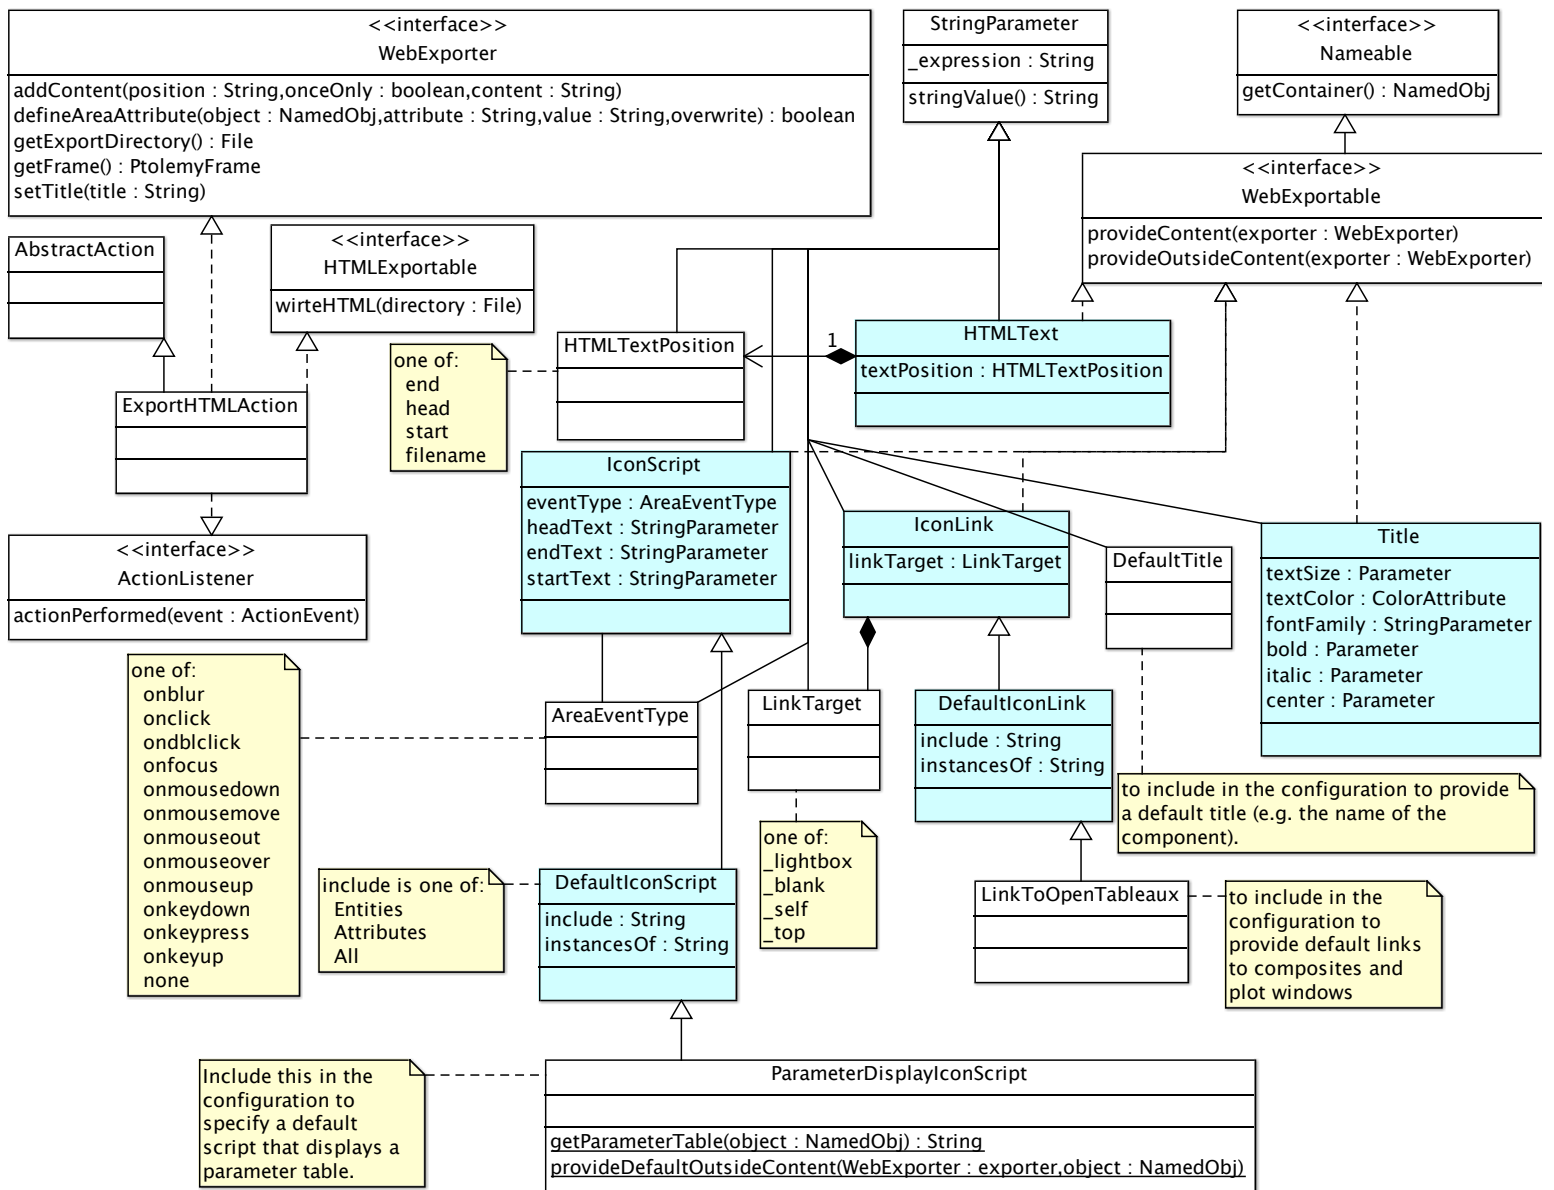 <<interface>>
WebExporter
addContent(position : String,onceOnly : boolean,content : String)
defineAreaAttribute(object : NamedObj,attribute : String,value : String,overwrite) : boolean
getExportDirectory() : File
getFrame() : PtolemyFrame
setTitle(title : String)
StringParameter
_expression : String
stringValue() : String
<<interface>>
Nameable
getContainer() : NamedObj
<<interface>>
WebExportable
provideContent(exporter : WebExporter)
provideOutsideContent(exporter : WebExporter)
AbstractAction
<<interface>>
HTMLExportable
wirteHTML(directory : File)
HTMLTextPosition
1
HTMLText
textPosition : HTMLTextPosition
one of:
end
head
start
filename
ExportHTMLAction
<<interface>>
ActionListener
actionPerformed(event : ActionEvent)
IconScript
eventType : AreaEventType
headText : StringParameter
endText : StringParameter
startText : StringParameter
IconLink
linkTarget : LinkTarget
DefaultTitle
Title
textSize : Parameter
textColor : ColorAttribute
fontFamily : StringParameter
bold : Parameter
italic : Parameter
center : Parameter
one of:
onblur
onclick
ondblclick
onfocus
onmousedown
onmousemove
onmouseout
onmouseover
onmouseup
onkeydown
onkeypress
onkeyup
none
AreaEventType
LinkTarget
DefaultIconLink
include : String
instancesOf : String
to include in the configuration to provide
a default title (e.g. the name of the
component).
one of:
_lightbox
_blank
_self
_top
include is one of:
Entities
Attributes
All
DefaultIconScript
include : String
instancesOf : String
LinkToOpenTableaux
to include in the
configuration to
provide default links
to composites and
plot windows
Include this in the
configuration to
specify a default
script that displays a
parameter table.
ParameterDisplayIconScript
getParameterTable(object : NamedObj) : String
provideDefaultOutsideContent(WebExporter : exporter,object : NamedObj)